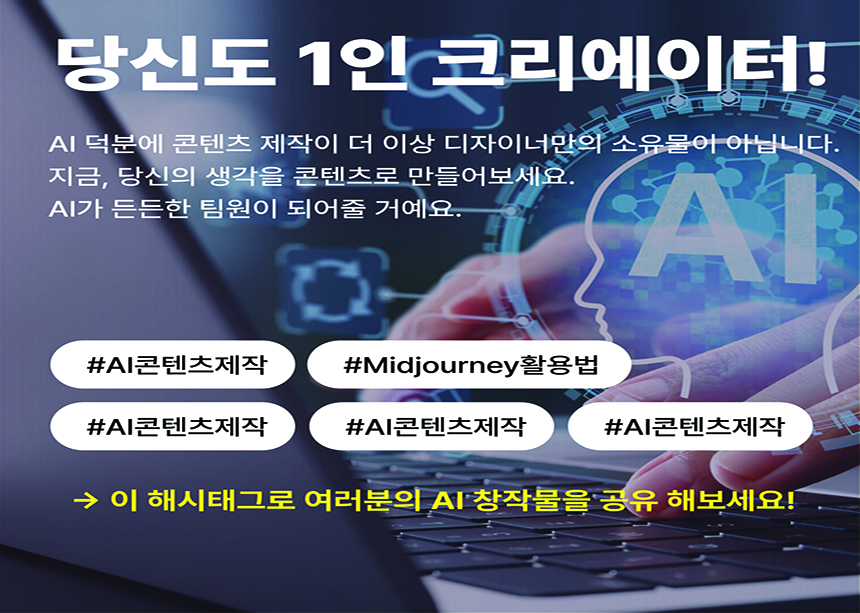 당신도 1인 크리에이터!
AI 덕분에 콘텐츠 제작이 더 이상 디자이너만의 소유물이 아닙니다.
지금, 당신의 생각을 콘텐츠로 만들어보세요.
AI가 든든한 팀원이 되어줄 거예요.
AI
#AI콘텐츠제작 #Midjourney활용법
#AI콘텐츠제작 #AI콘텐츠제작 #AI콘텐츠제작
→ 이 해시태그로 여러분의 AI 창작물을 공유 해보세요!